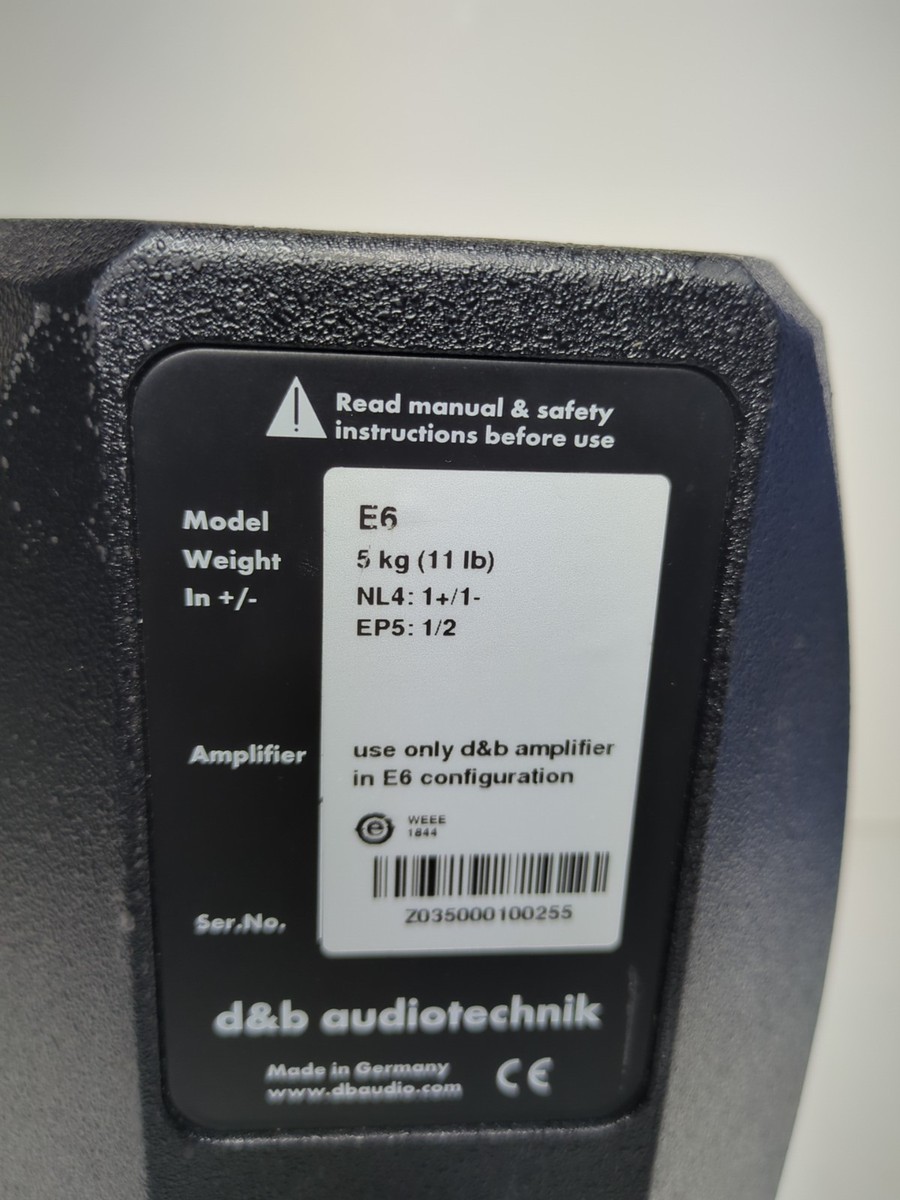 Read manual & safety
instructions before use
Model E6
Weight 5 kg (11 lb)
In +/- NL4: 1+/1-
EP5: 1/2
Amplifier use only d&b amplifier
in E6 configuration
e WEEE
1844
Ser.No. Z035000100255
d&b audiotechnik
Made in Germany
www.dbaudio.com CE